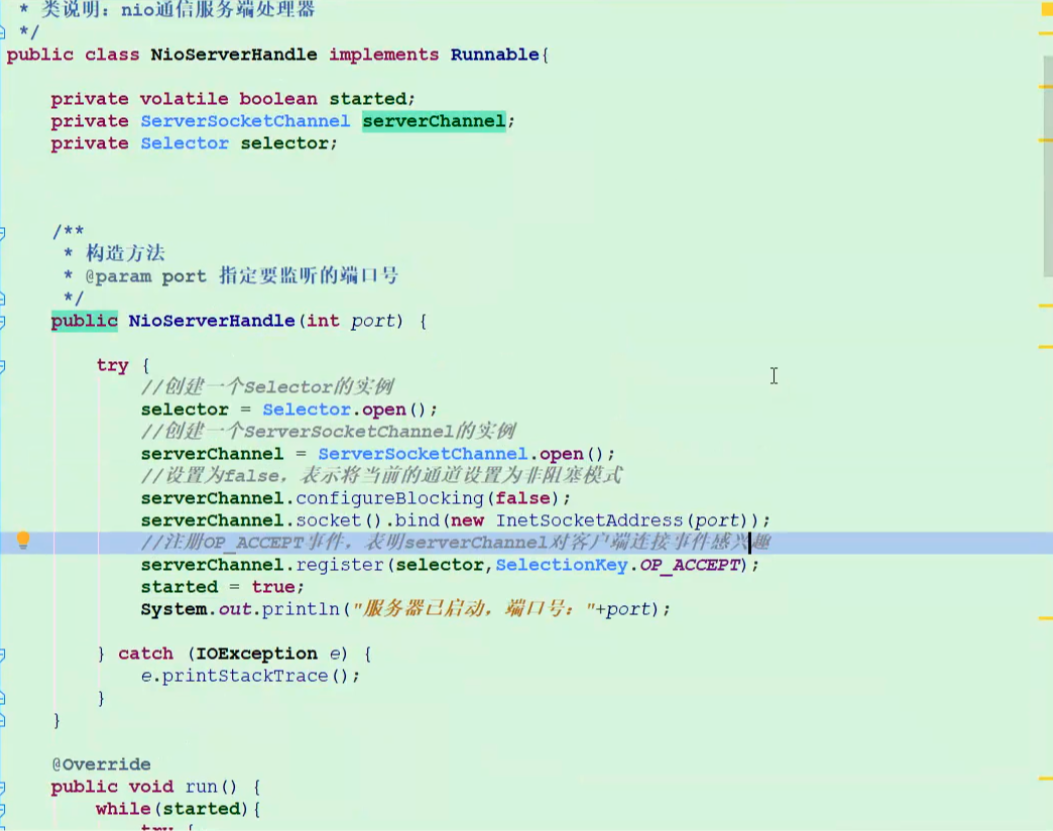 * 类说明：nio通信服务端处理器
*/
public class NioServerHandle implements Runnable{
private volatile boolean started;
private ServerSocketChannel serverChannel;
private Selector selector;
/**
* 构造方法
* @param port 指定要监听的端口号
*/
public NioServerHandle(int port) {
try {
//创建一个Selector的实例
selector = Selector.open();
//创建一个ServerSocketChannel的实例
serverChannel = ServerSocketChannel.open();
//设置为false，表示将当前的通道设置为非阻塞模式
serverChannel.configureBlocking(false);
serverChannel.socket().bind(new InetSocketAddress(port));
//注册OP_ACCEPT事件，表明serverChannel对客户端连接事件感兴趣
serverChannel.register(selector,SelectionKey.OP_ACCEPT);
started = true;
System.out.println("服务器已启动，端口号："+port);
} catch (IOException e) {
e.printStackTrace();
}
}
@Override
public void run() {
while(started){
try {